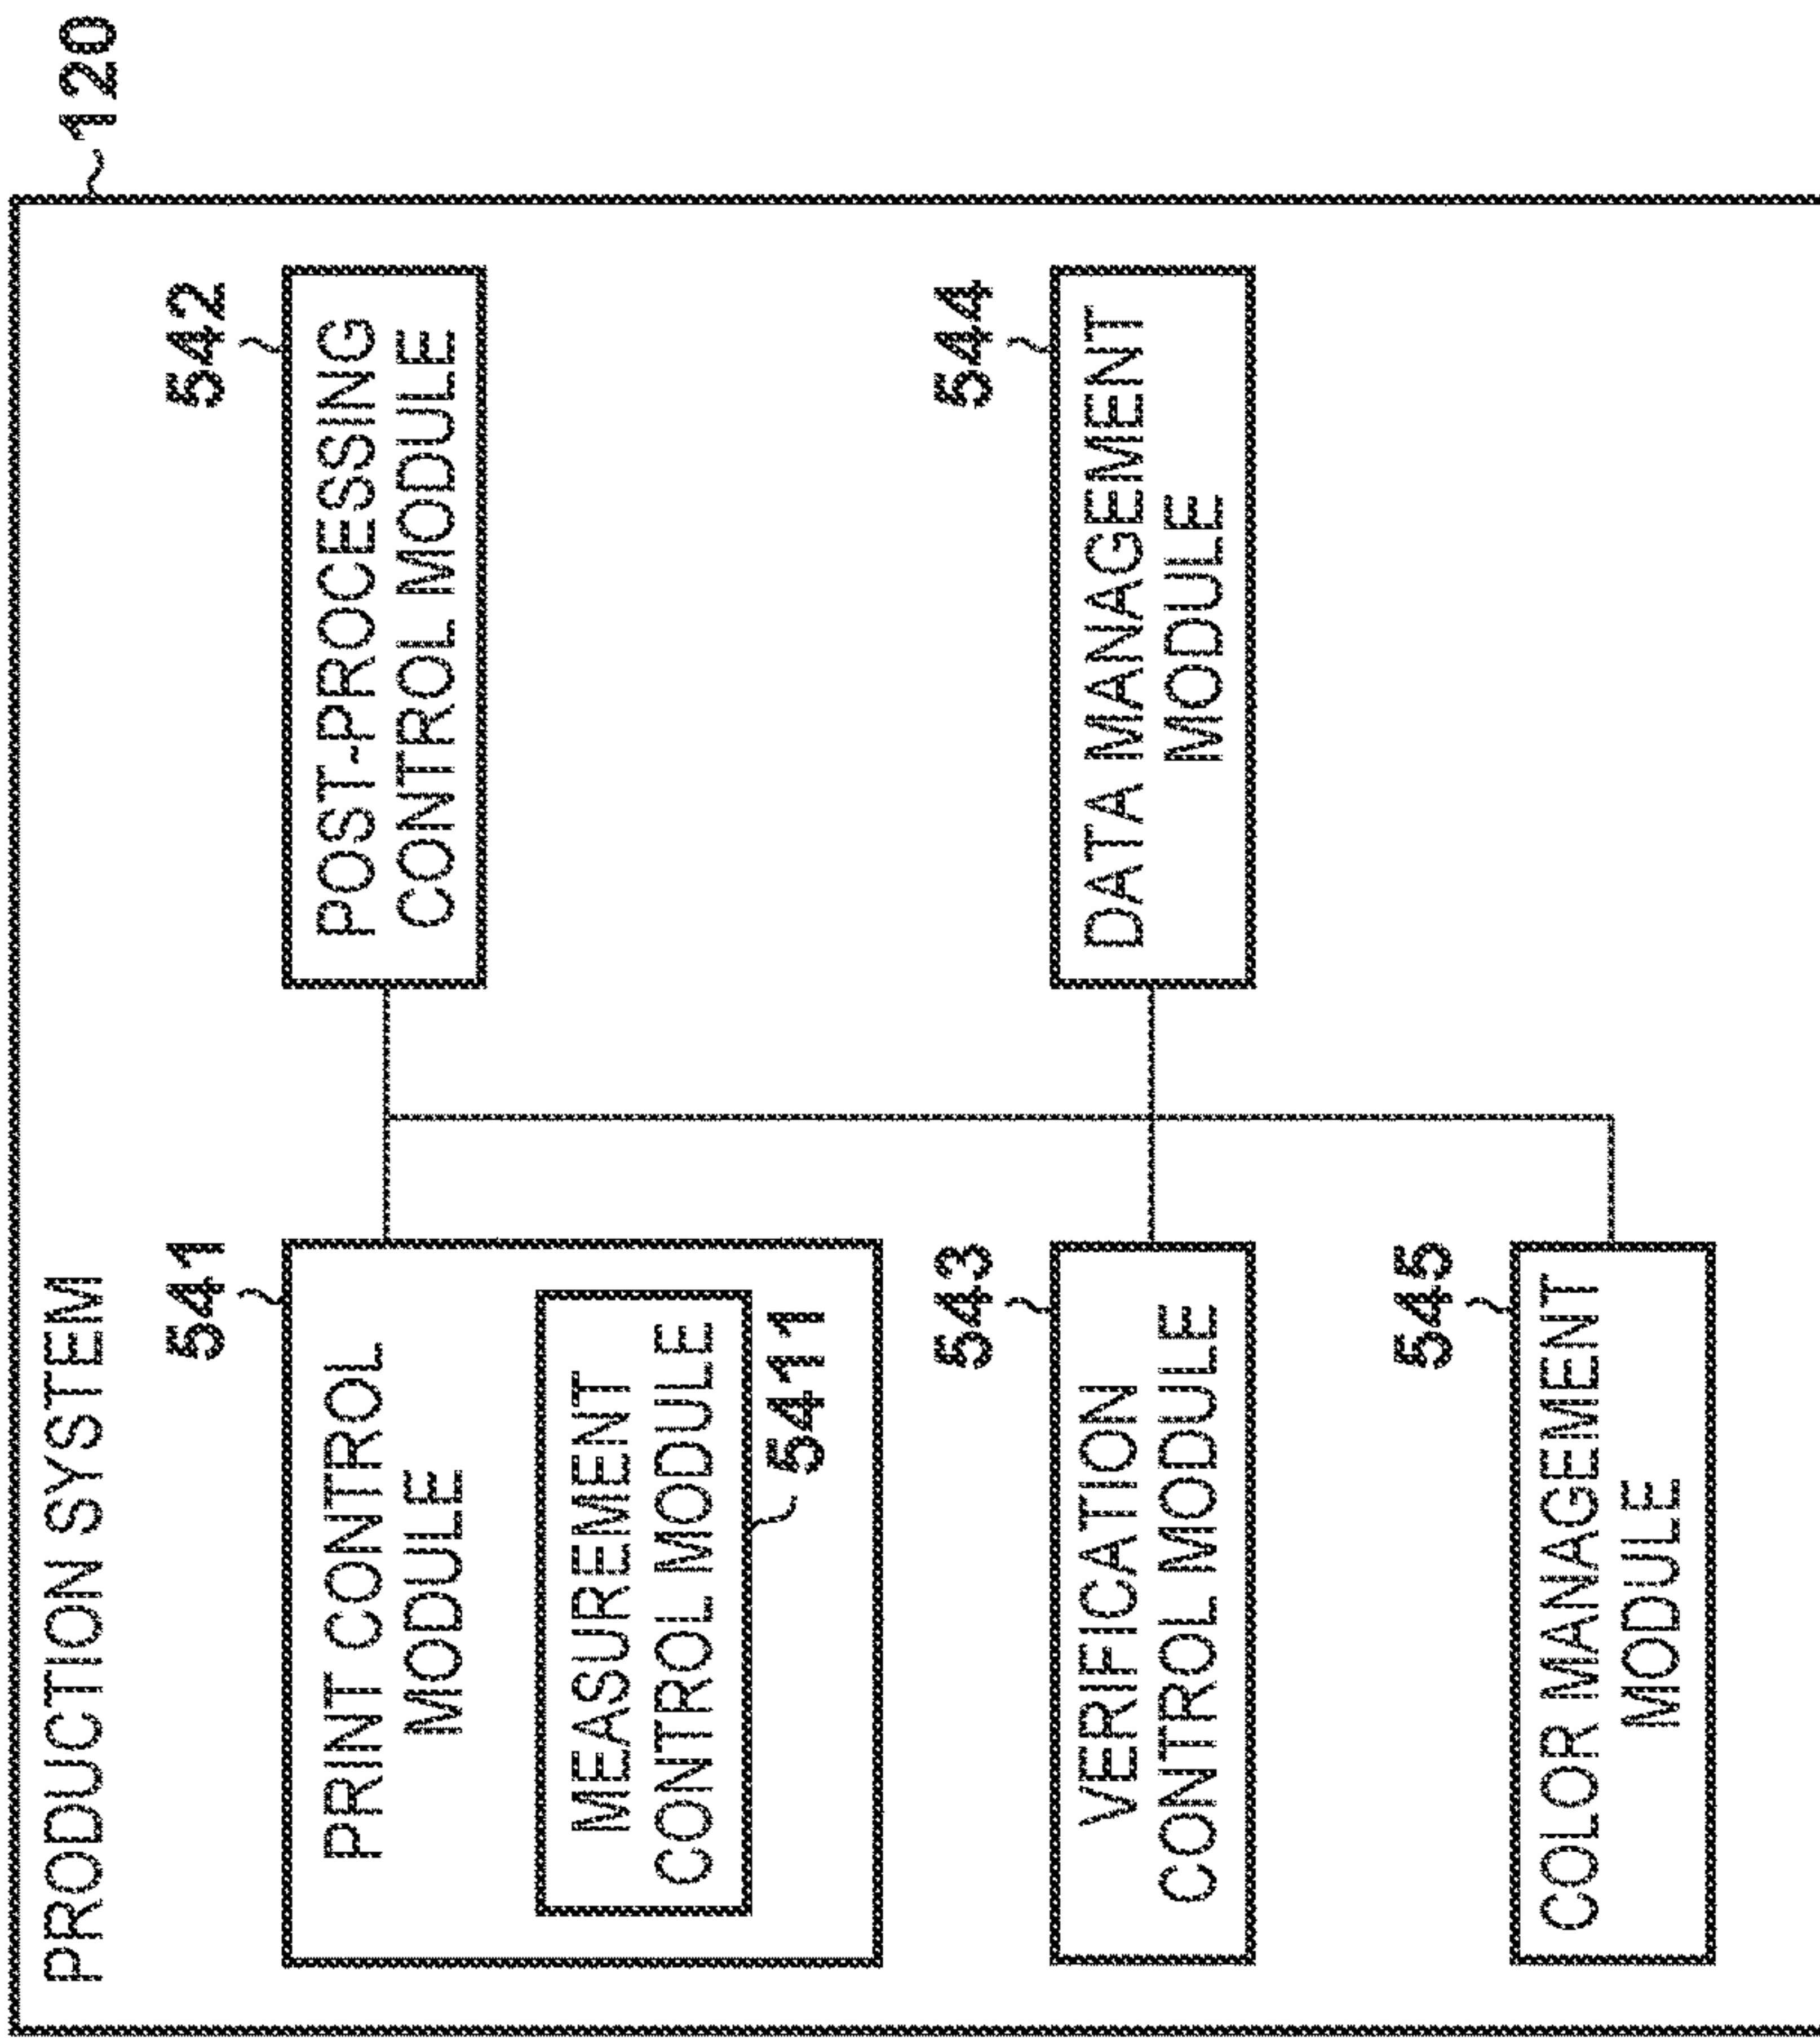 120
PRODUCTION SYSTEM
541
PRINT CONTROL
MODULE
MEASUREMENT
CONTROL MODULE
5411
542
POST-PROCESSING
CONTROL MODULE
543
VERIFICATION
CONTROL MODULE
544
DATA MANAGEMENT
MODULE
545
COLOR MANAGEMENT
MODULE